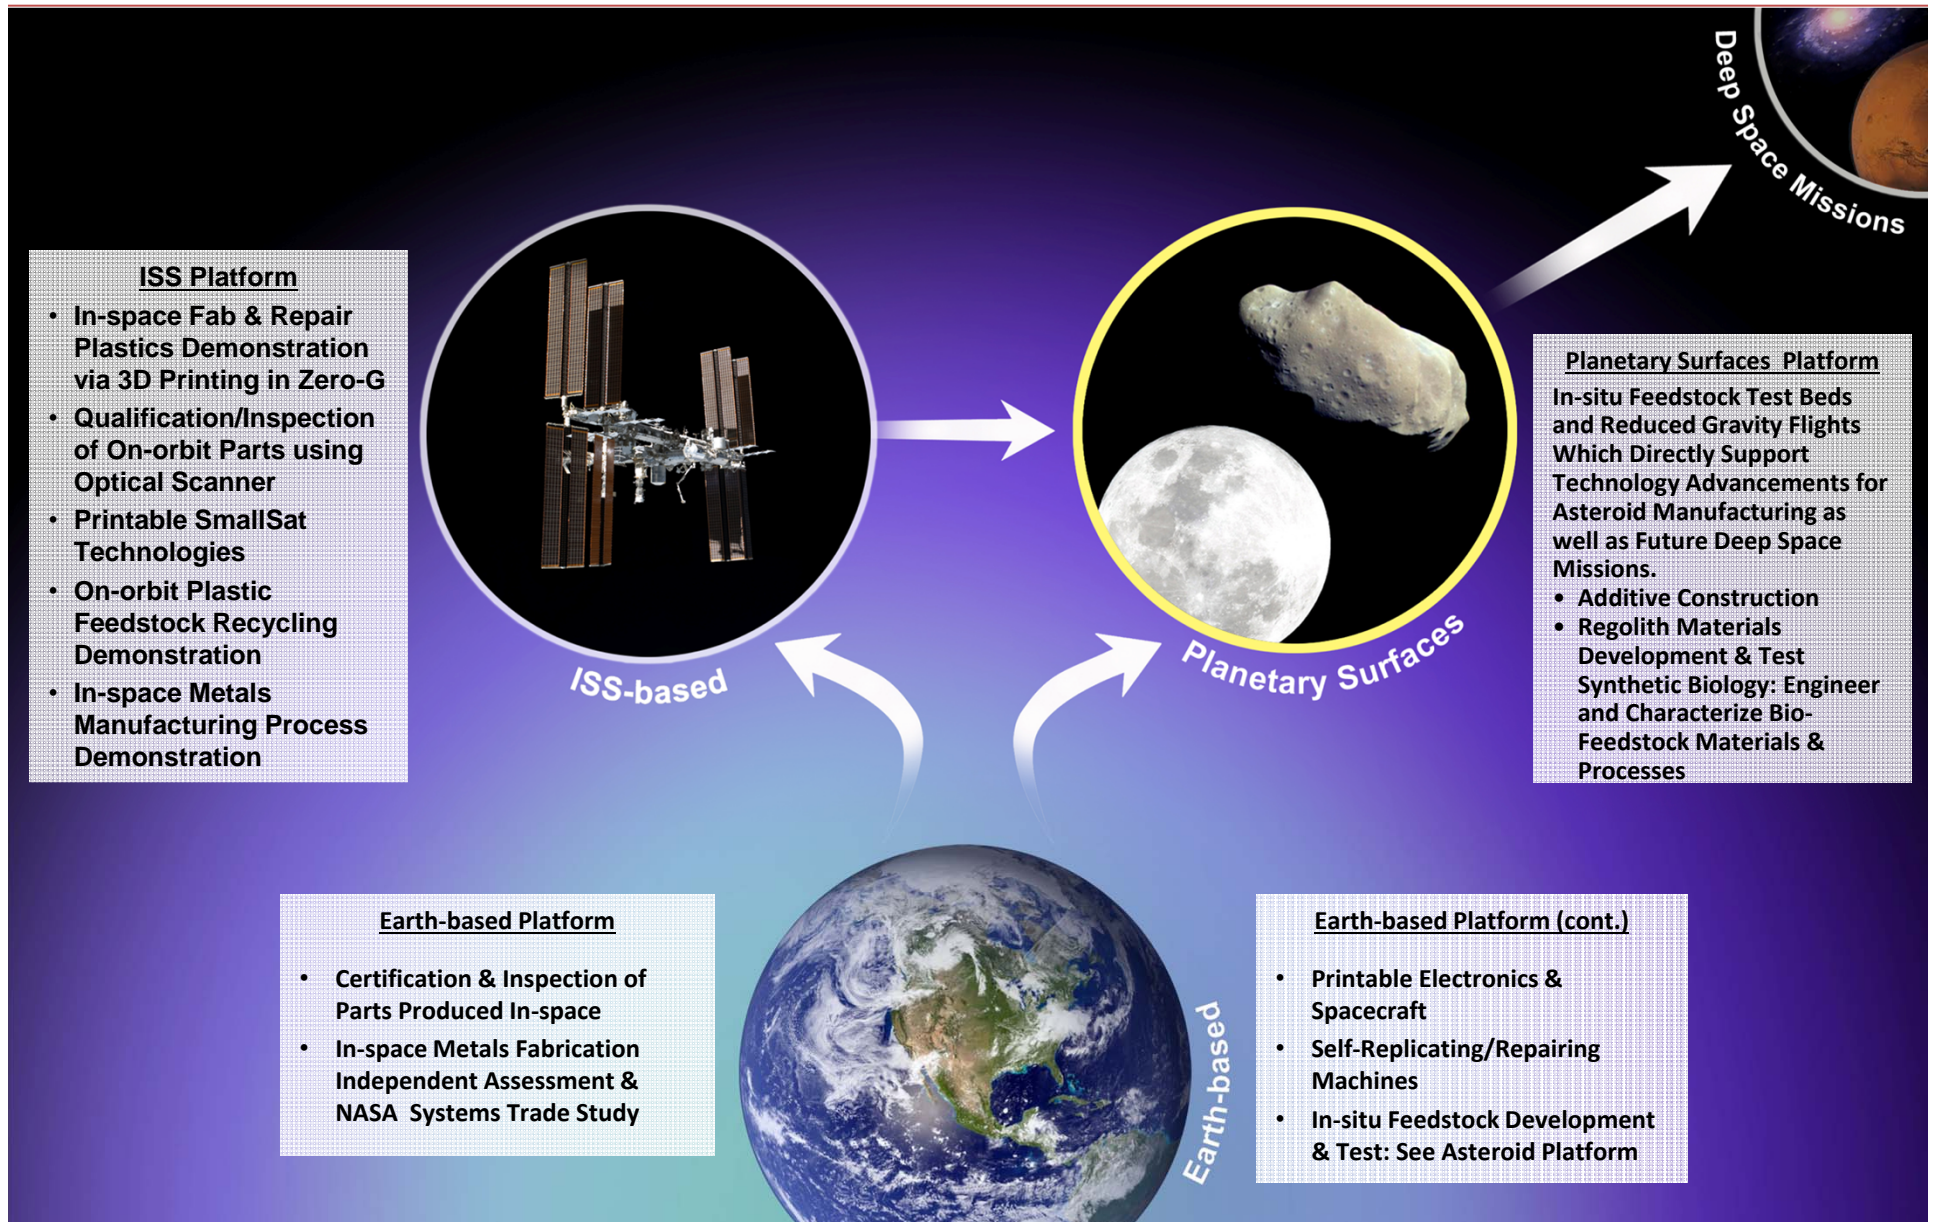 Deep Space Missions
ISS Platform
• In-space Fab & Repair
Plastics Demonstration
via 3D Printing in Zero-G
• Qualification/Inspection
of On-orbit Parts using
Optical Scanner
• Printable SmallSat
Technologies
• On-orbit Plastic
Feedstock Recycling
Demonstration
• In-space Metals
Manufacturing Process
Demonstration
ISS-based
Planetary Surfaces
Planetary Surfaces Platform
In-situ Feedstock Test Beds
and Reduced Gravity Flights
Which Directly Support
Technology Advancements for
Asteroid Manufacturing as
well as Future Deep Space
Missions.
• Additive Construction
• Regolith Materials
Development & Test
Synthetic Biology: Engineer
and Characterize Bio-
Feedstock Materials &
Processes
Earth-based Platform
• Certification & Inspection of
Parts Produced In-space
• In-space Metals Fabrication
Independent Assessment &
NASA Systems Trade Study
Earth-based
Earth-based Platform (cont.)
• Printable Electronics &
Spacecraft
• Self-Replicating/Repairing
Machines
• In-situ Feedstock Development
& Test: See Asteroid Platform